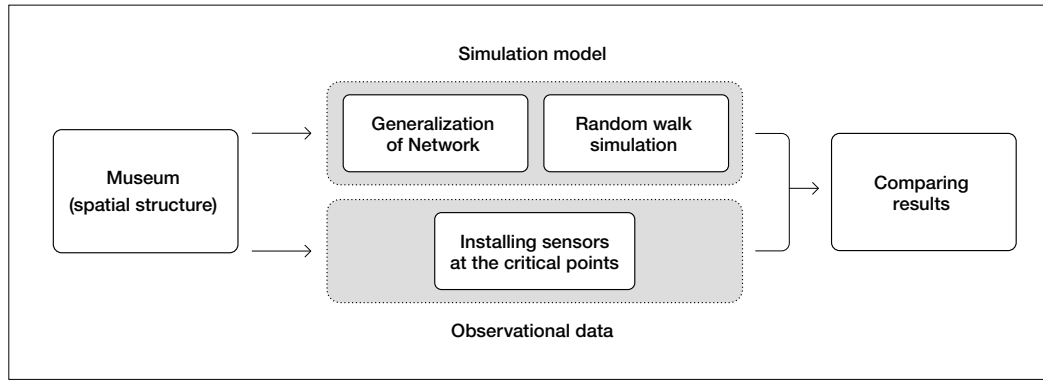 Simulation model
Museum
(spatial structure)
Generalization
of Network
Random walk
simulation
Installing sensors
at the critical points
Observational data
Comparing
results